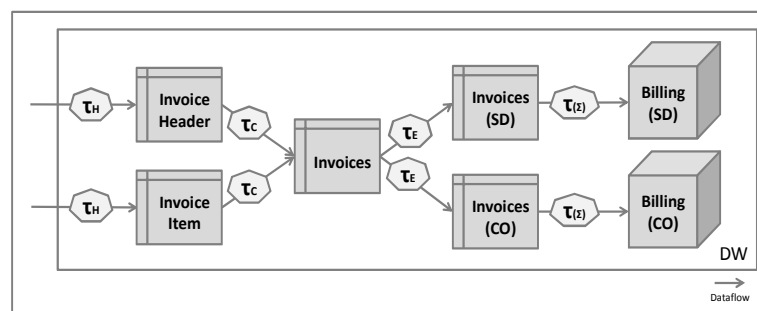 τH
Invoice
Header
τC
τH
Invoice
Item
τC
Invoices
τE
τE
Invoices
(SD)
τ(Σ)
Billing
(SD)
Invoices
(CO)
τ(Σ)
Billing
(CO)
DW
Dataflow